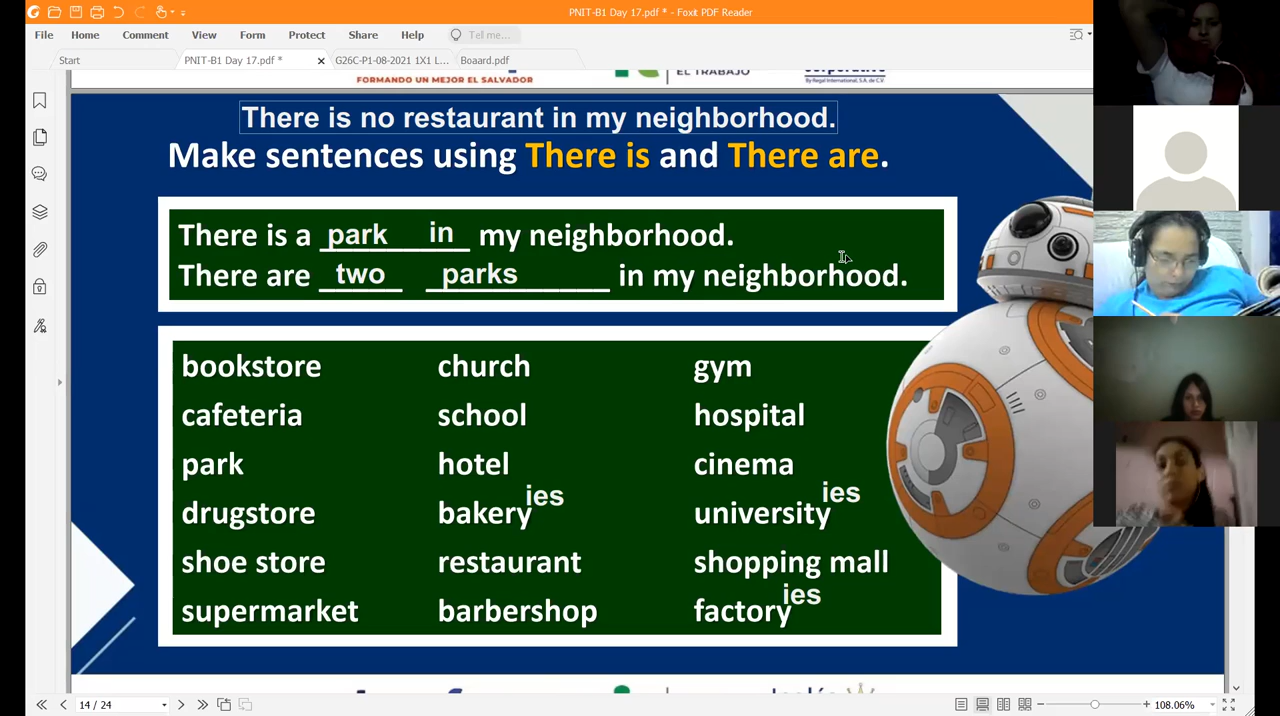 PNIT-B1 Day 17.pdf * - Foxit PDF Reader
File Home Comment View Form Protect Share Help Tell me...
Start PNIT-B1 Day 17.pdf * G26C-P1-08-2021 1X1 L... Boaard.pdf
FORMANDO UN MEJOR EL SALVADOR EL TRABAJO
By Regal International, S.A. de C.V.
There is no restaurant in my neighborhood.
Make sentences using There is and There are.
There is a park in my neighborhood.
There are two parks in my neighborhood.
bookstore church gym
cafeteria school hospital
park hotel cinema
drugstore bakery ies university ies
shoe store restaurant shopping mall
supermarket barbershop factory ies
14 / 24 108.06%